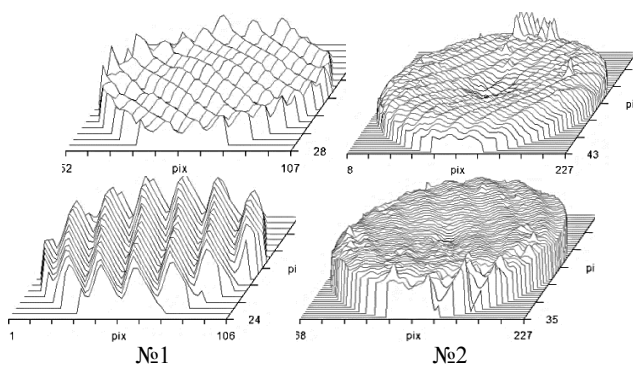 pi
52 pix 107 28
8 pix 227 43
pi
pi
1 pix 106 24
68 pix 227 35
№1 №2